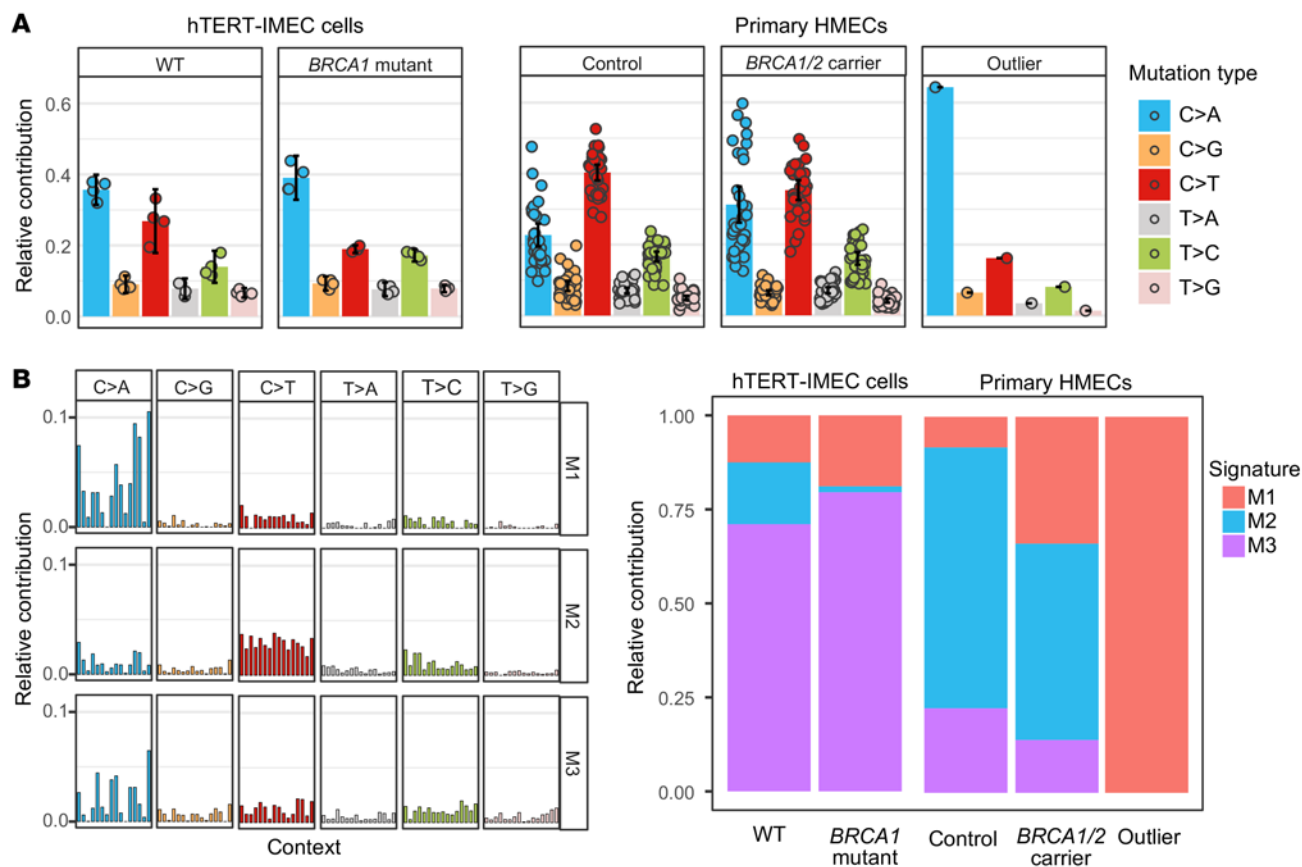 A
hTERT-IMEC cells
Primary HMECs
WT
BRCA1 mutant
Control
BRCA1/2 carrier
Outlier
Mutation type
C>A
C>G
C>T
T>A
T>C
T>G
Relative contribution
0.6
0.4
0.2
0.0
B
C>A
C>G
C>T
T>A
T>C
T>G
0.1
0.0
M1
0.1
0.0
M2
0.1
0.0
M3
Relative contribution
Context
hTERT-IMEC cells
Primary HMECs
1.00
0.75
0.50
0.25
0.00
Relative contribution
WT
BRCA1
mutant
Control
BRCA1/2
carrier
Outlier
Signature
M1
M2
M3